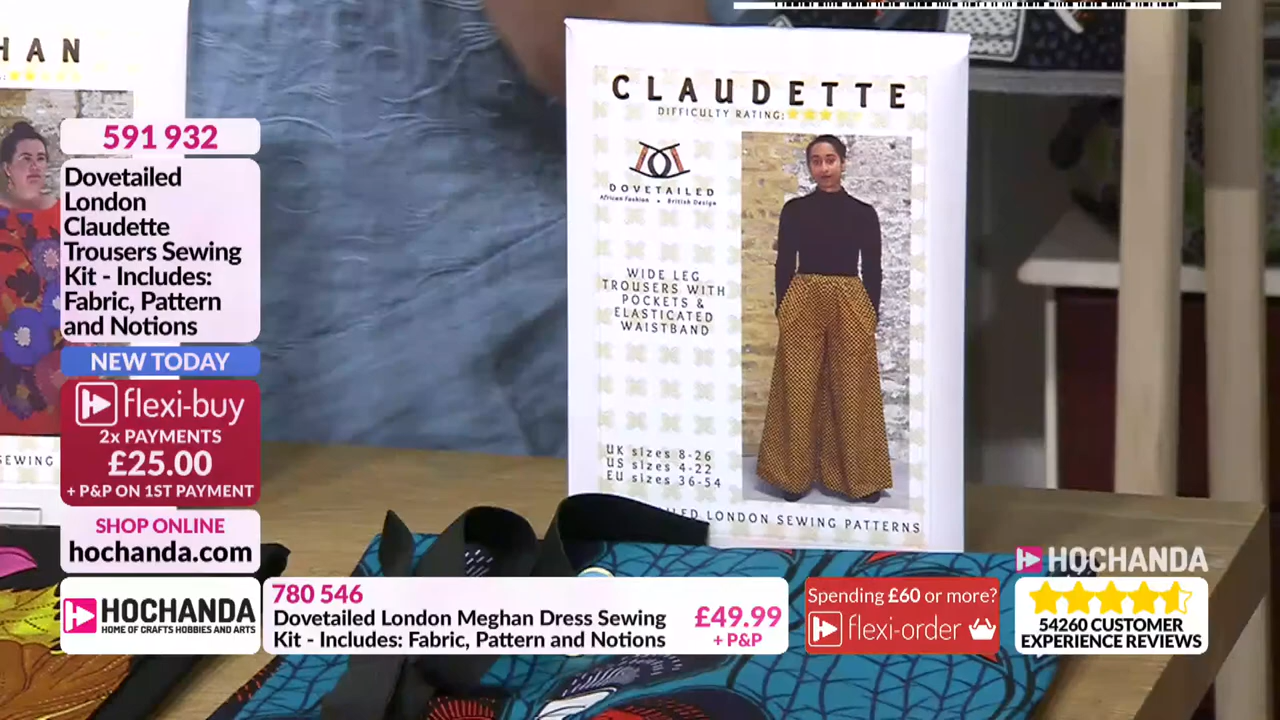 HAN
591 932
Dovetailed
London
Claudette
Trousers Sewing
Kit - Includes:
Fabric, Pattern
and Notions
NEW TODAY
flexi-buy
2x PAYMENTS
£25.00
+ P&P ON 1ST PAYMENT
SHOP ONLINE
hochanda.com
SEWING
CLAUDETTE
DIFFICULTY RATING:
DOVETAILED
African Fashion • British Design
WIDE LEG
TROUSERS WITH
POCKETS &
ELASTICATED
WAISTBAND
UK sizes 8-26
US sizes 4-22
EU sizes 36-54
ILED LONDON SEWING PATTERNS
HOCHANDA
HOME OF CRAFTS HOBBIES AND ARTS
780 546
Dovetailed London Meghan Dress Sewing
Kit - Includes: Fabric, Pattern and Notions
£49.99
+ P&P
Spending £60 or more?
flexi-order
HOCHANDA
54260 CUSTOMER
EXPERIENCE REVIEWS